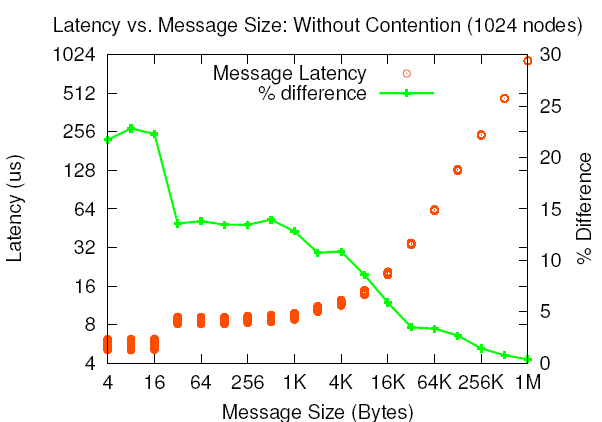 Latency vs. Message Size: Without Contention (1024 nodes)
1024
512
256
128
64
32
16
8
4
Latency (us)
Message Latency
% difference
30
25
20
15
10
5
0
% Difference
4 16 64 256 1K 4K 16K 64K 256K 1M
Message Size (Bytes)